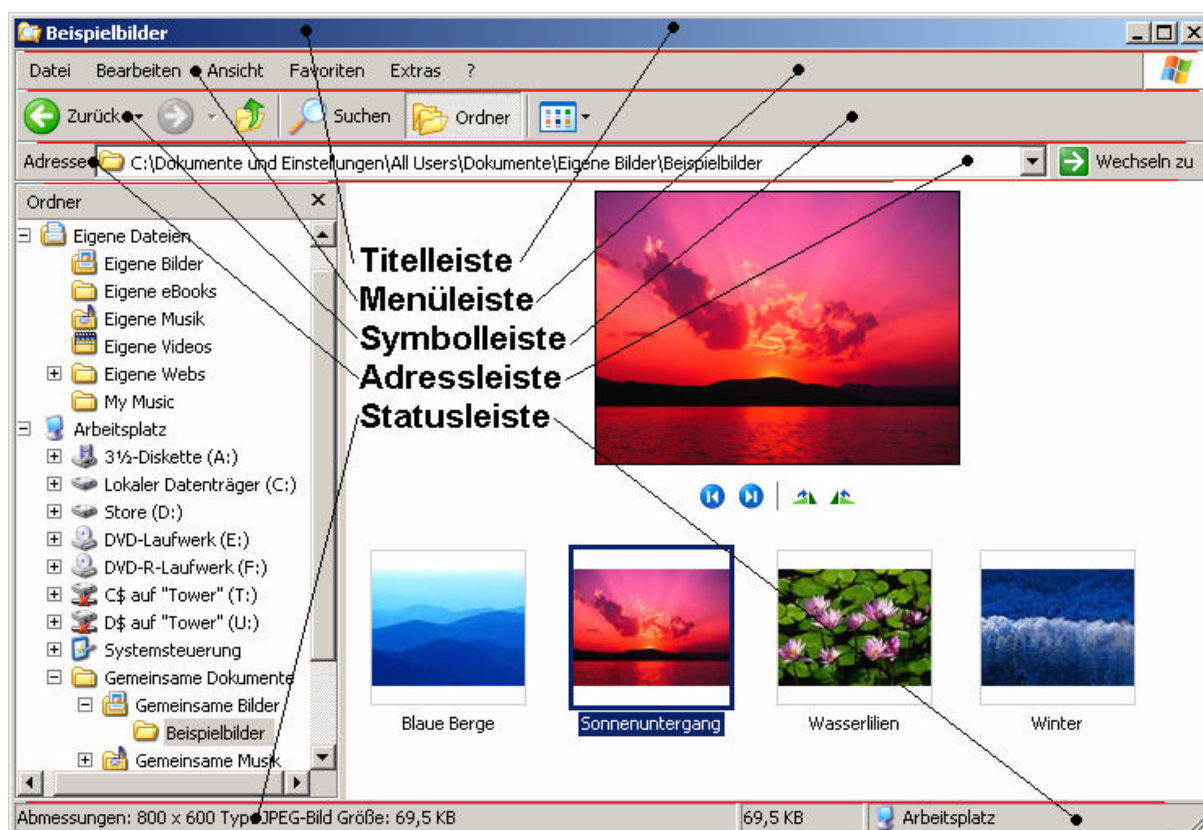 Beispielbilder
Datei Bearbeiten Ansicht Favoriten Extras ?
Zurück Suchen Ordner
Adresse C:\Dokumente und Einstellungen\All Users\Dokumente\Eigene Bilder\Beispielbilder Wechseln zu
Ordner
Eigene Dateien
Eigene Bilder
Eigene eBooks
Eigene Musik
Eigene Videos
Eigene Webs
My Music
Arbeitsplatz
3½-Diskette (A:)
Lokaler Datenträger (C:)
Store (D:)
DVD-Laufwerk (E:)
DVD-R-Laufwerk (F:)
C$ auf "Tower" (T:)
D$ auf "Tower" (U:)
Systemsteuerung
Gemeinsame Dokumente
Gemeinsame Bilder
Beispielbilder
Gemeinsame Musik
Titelleiste
Menüleiste
Symbolleiste
Adressleiste
Statusleiste
Blaue Berge
Sonnenuntergang
Wasserlilien
Winter
Abmessungen: 800 x 600 Typ: JPEG-Bild Größe: 69,5 KB 69,5 KB Arbeitsplatz